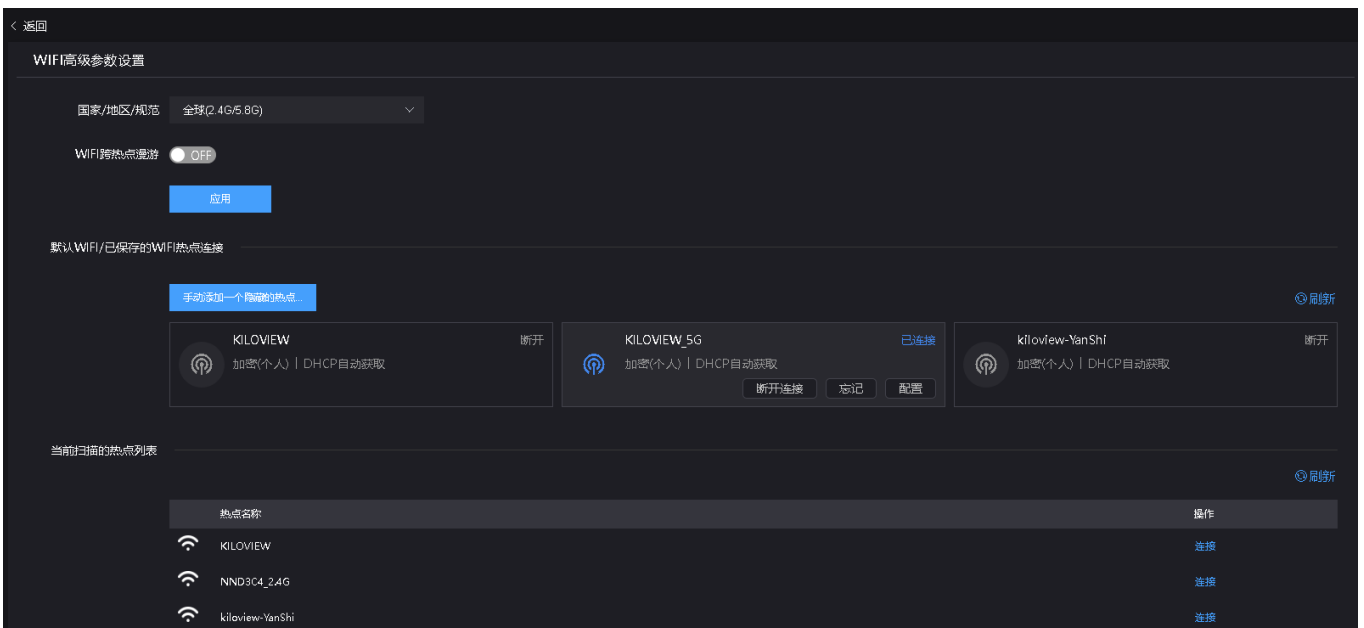 返回
WIFI高级参数设置
国家/地区/规范 全球(2.4G/5.8G)
WIFI跨热点漫游 OFF
应用
默认WIFI/已保存的WIFI热点连接
手动添加一个隐藏的热点... 刷新
KILOVIEW 断开 KILOVIEW_5G 已连接 kiloview-YanShi 断开
加密(个人) | DHCP自动获取 加密(个人) | DHCP自动获取 加密(个人) | DHCP自动获取
断开连接 忘记 配置
当前扫描的热点列表
刷新
热点名称 操作
KILOVIEW 连接
NND3C4_2.4G 连接
kiloview-YanShi 连接